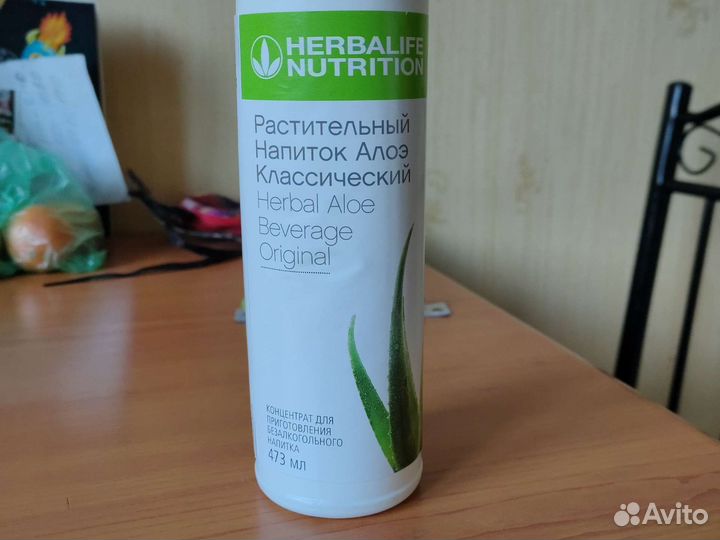 HERBALIFE
NUTRITION
Растительный
Напиток Алоэ
Классический
Herbal Aloe
Beverage
Original
КОНЦЕНТРАТ ДЛЯ
ПРИГОТОВЛЕНИЯ
БЕЗАЛКОГОЛЬНОГО
НАПИТКА
473 МЛ
Avito